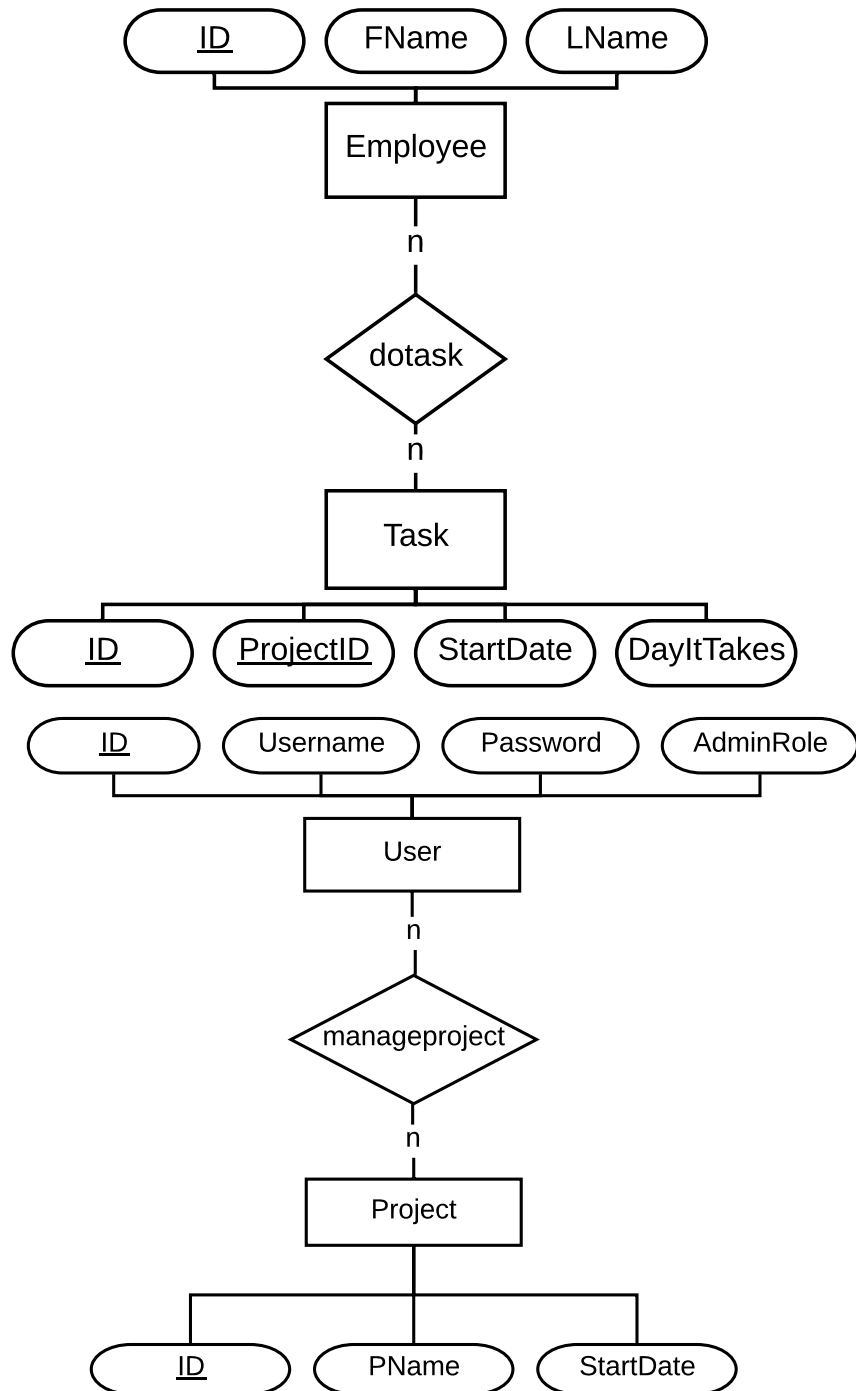 ID FName LName
Employee
n
dotask
n
Task
ID ProjectID StartDate DayItTakes
ID Username Password AdminRole
User
n
manageproject
n
Project
ID PName StartDate